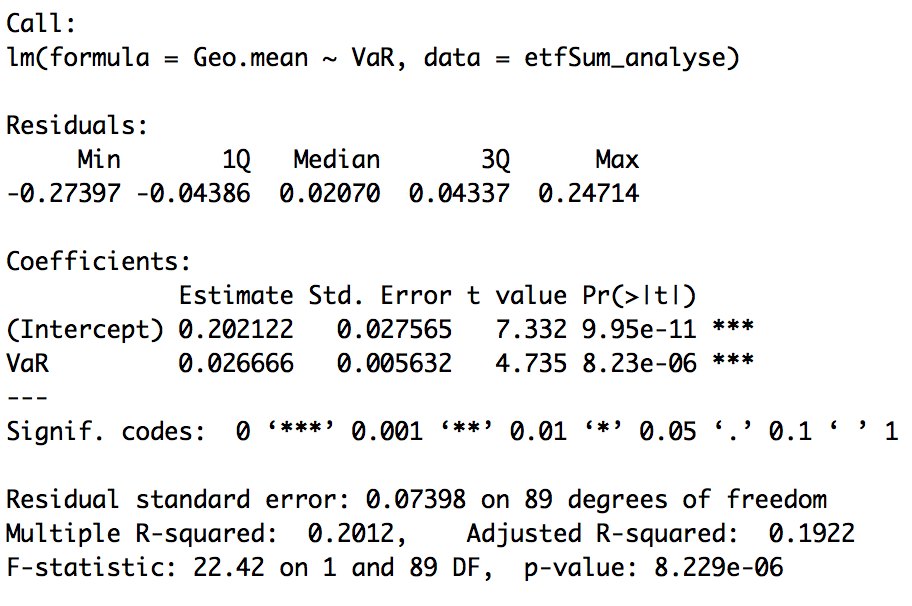 Call:
lm(formula = Geo.mean ~ VaR, data = etfSum_analyse)
Residuals:
Min 1Q Median 3Q Max
-0.27397 -0.04386 0.02070 0.04337 0.24714
Coefficients:
Estimate Std. Error t value Pr(>|t|)
(Intercept) 0.202122 0.027565 7.332 9.95e-11 ***
VaR 0.026666 0.005632 4.735 8.23e-06 ***
---
Signif. codes: 0 ‘***’ 0.001 ‘**’ 0.01 ‘*’ 0.05 ‘.’ 0.1 ‘ ’ 1
Residual standard error: 0.07398 on 89 degrees of freedom
Multiple R-squared: 0.2012, Adjusted R-squared: 0.1922
F-statistic: 22.42 on 1 and 89 DF, p-value: 8.229e-06